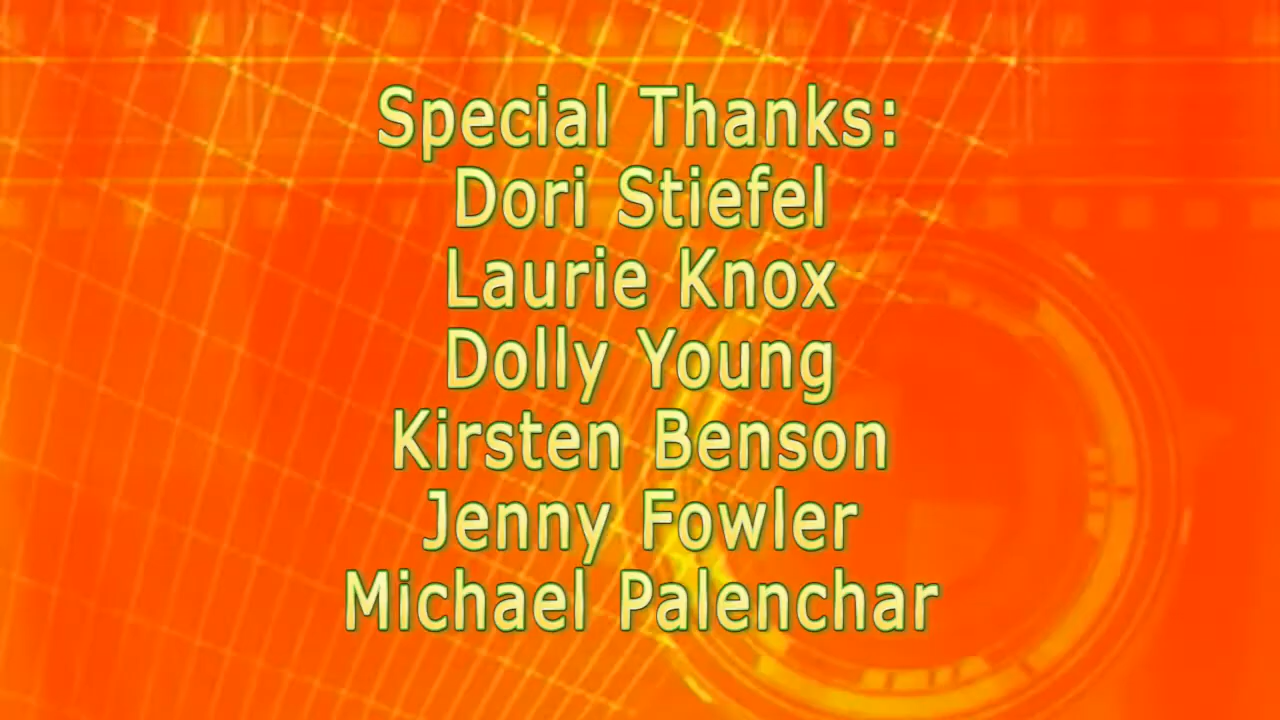 Special Thanks:
Dori Stiefel
Laurie Knox
Dolly Young
Kirsten Benson
Jenny Fowler
Michael Palenchar